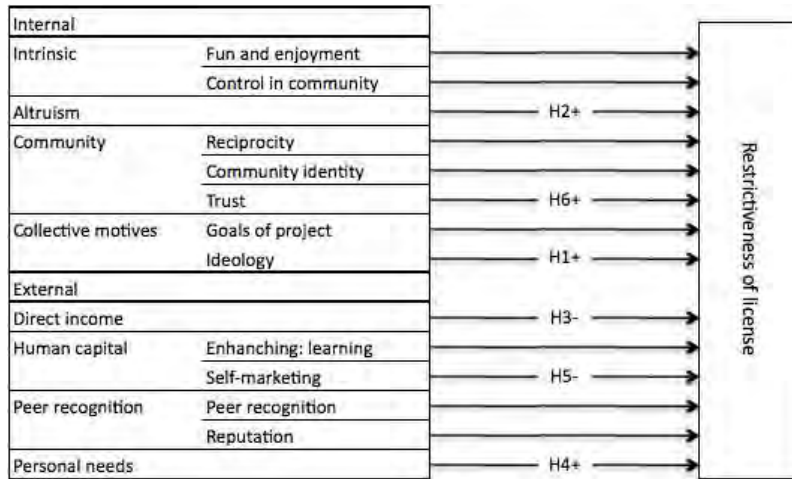 Internal
Intrinsic Fun and enjoyment
Control in community
Altruism H2+
Community Reciprocity
Community identity
Trust H6+
Collective motives Goals of project
Ideology H1+
External
Direct income H3-
Human capital Enhanching: learning
Self-marketing H5-
Peer recognition Peer recognition
Reputation
Personal needs H4+
Restrictiveness of license